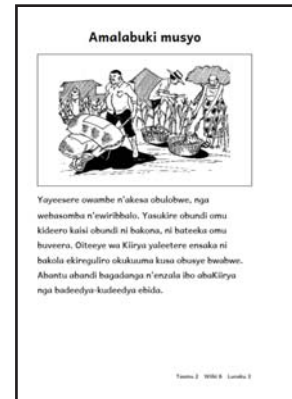 Amalabuki musyo
Yayeesere owambe n'akesa obulobwe, nga
webasomba n'ewiribbalo. Yasukire obundi omu
kideero kaisi obundi ni bakona, ni bateeka omu
buveera. Oiteeye wa Kiirya yaleetere ensaka ni
bakola ekireguliro okukuuma kusa obusye bwabwe.
Abantu abandi bagadanga n'enzala iho abaKiirya
nga badeedya-kudeedya ebida.
Taamu 2 Wiiki 8 Lunaku 2